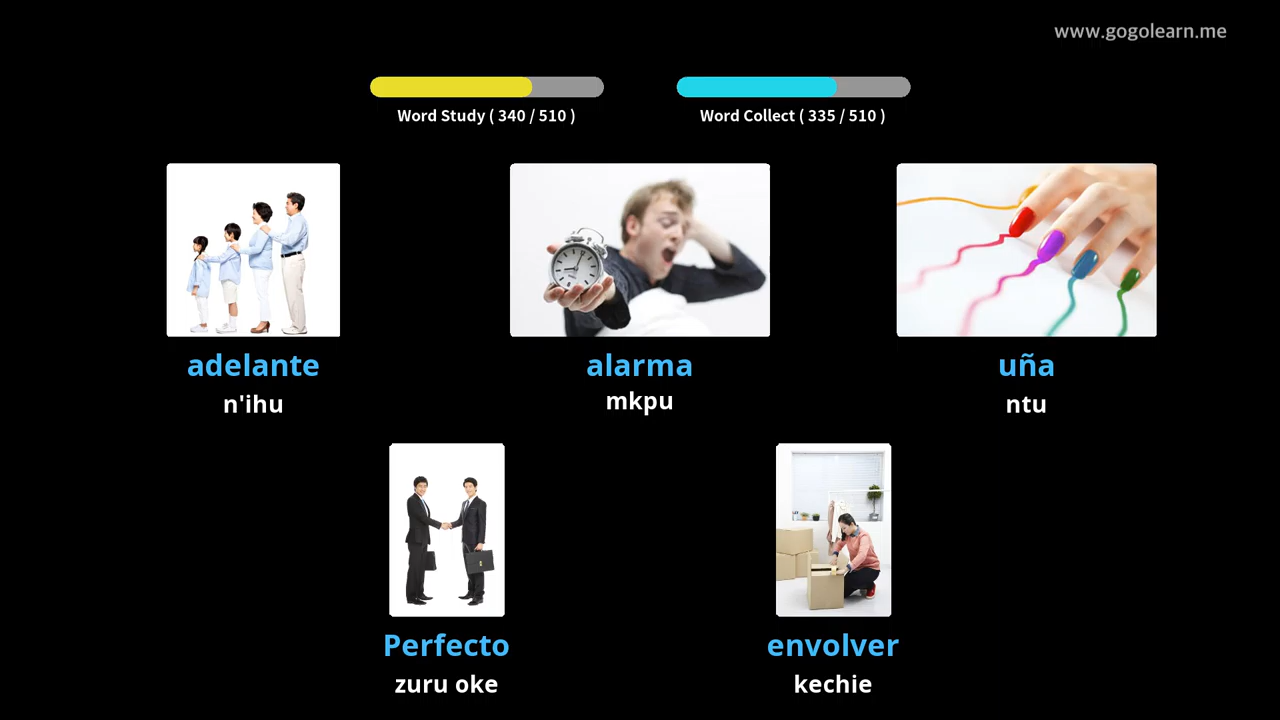 www.gogolearn.me
Word Study ( 340 / 510 )
Word Collect ( 335 / 510 )
adelante
n'ihu
alarma
mkpu
uña
ntu
Perfecto
zuru oke
envolver
kechie